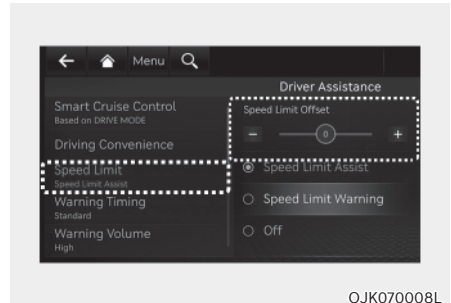 Menu
Driver Assistance
Smart Cruise Control
Based on DRIVE MODE
Driving Convenience
Speed Limit
Speed Limit Assist
Warning Timing
Standard
Warning Volume
High
Speed Limit Offset
− 0 +
Speed Limit Assist
Speed Limit Warning
Off
OJK070008L